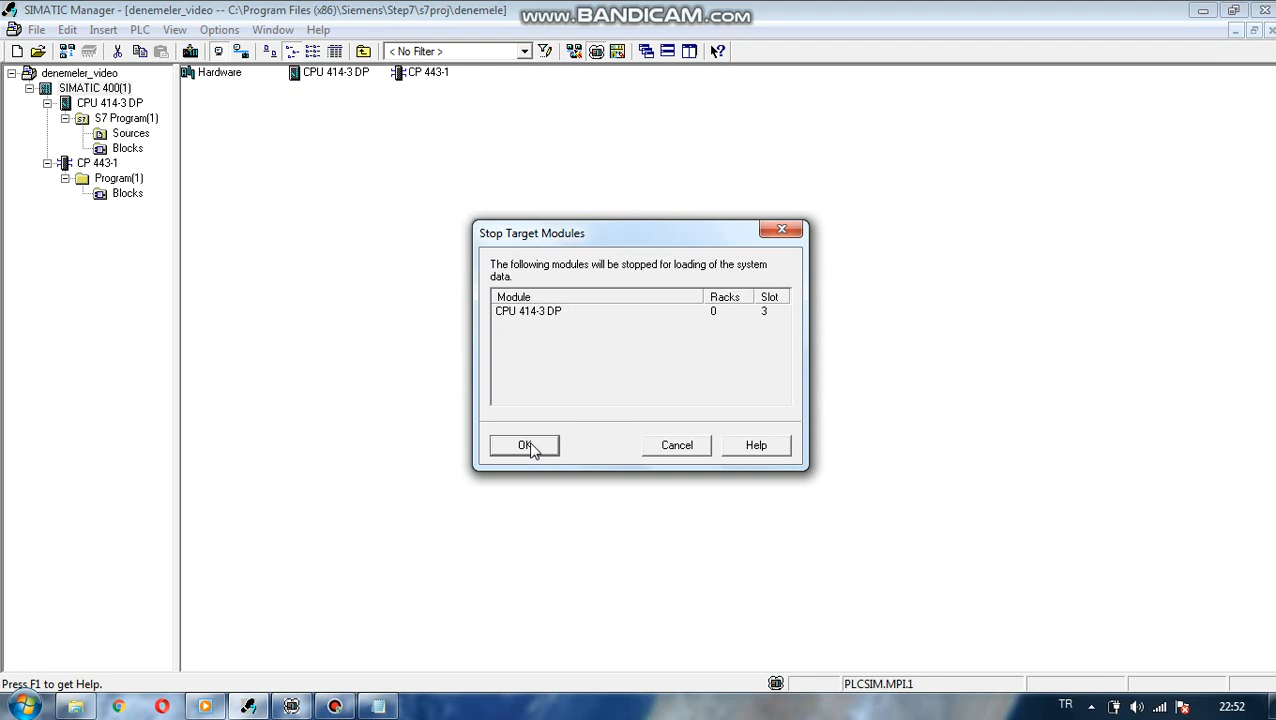 SIMATIC Manager - [denemeler_video -- C:\Program Files (x86)\Siemens\Step7\s7proj\denemele]
www.BANDICAM.com
File Edit Insert PLC View Options Window Help
< No Filter >
denemeler_video
SIMATIC 400(1)
CPU 414-3 DP
S7 Program(1)
Sources
Blocks
CP 443-1
Program(1)
Blocks
Hardware CPU 414-3 DP CP 443-1
Stop Target Modules
The following modules will be stopped for loading of the system
data.
Module Racks Slot
CPU 414-3 DP 0 3
OK Cancel Help
Press F1 to get Help. PLCSIM.MPI.1
TR 22:52